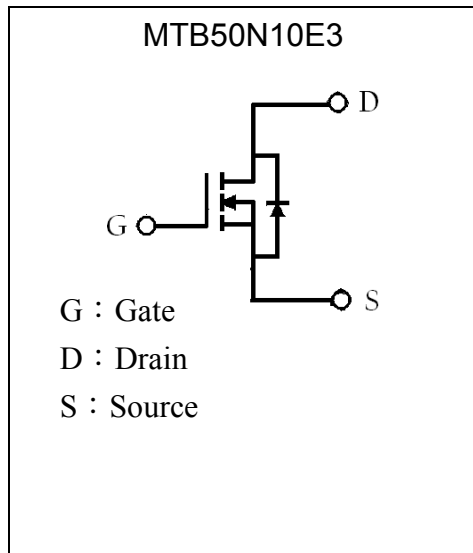 MTB50N10E3
D
G
S
G：Gate
D：Drain
S：Source